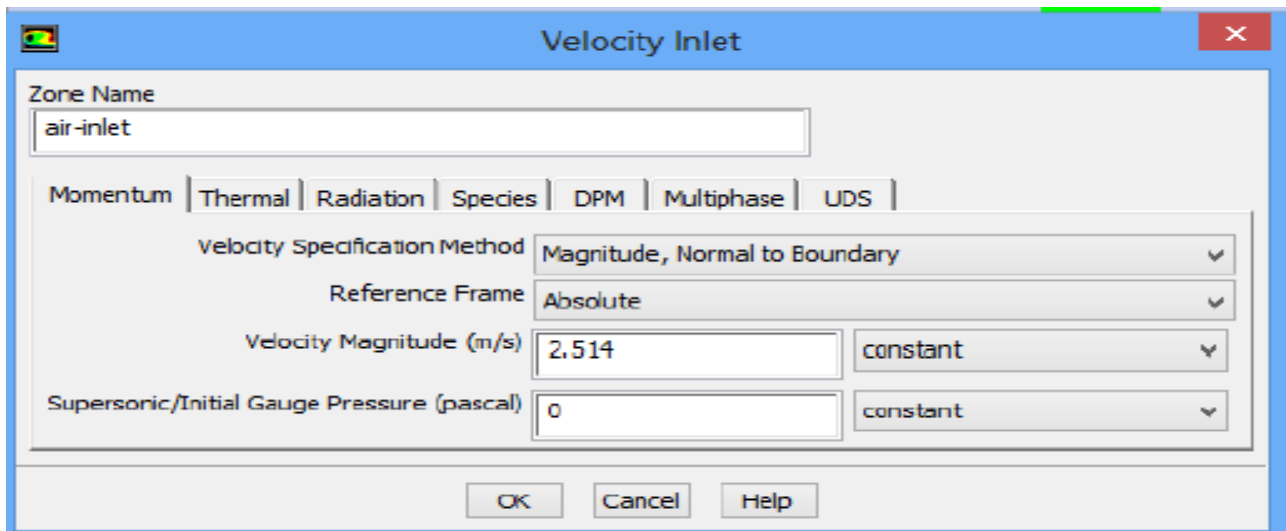 Velocity Inlet
Zone Name
air-inlet
Momentum Thermal Radiation Species DPM Multiphase UDS
Velocity Specification Method Magnitude, Normal to Boundary
Reference Frame Absolute
Velocity Magnitude (m/s) 2.514 constant
Supersonic/Initial Gauge Pressure (pascal) 0 constant
OK Cancel Help